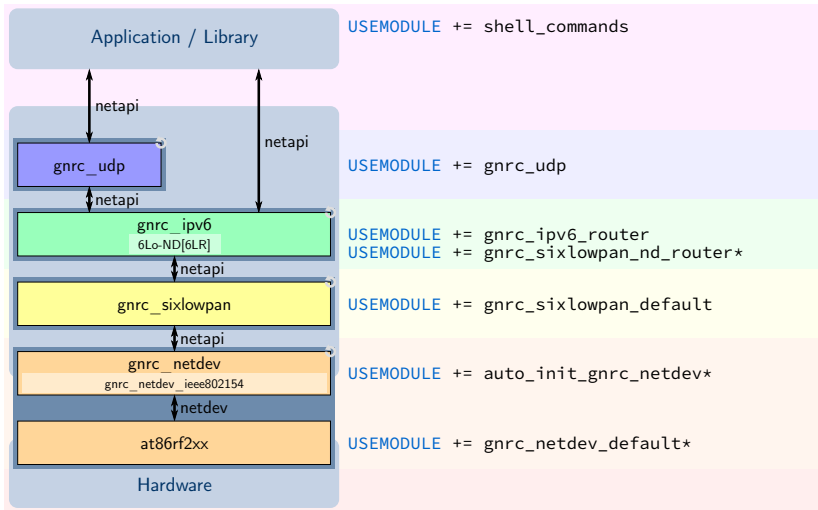 Application / Library
USEMODULE += shell_commands
netapi
netapi
gnrc_udp
USEMODULE += gnrc_udp
netapi
gnrc_ipv6
6Lo-ND[6LR]
USEMODULE += gnrc_ipv6_router
USEMODULE += gnrc_sixlowpan_nd_router*
netapi
gnrc_sixlowpan
USEMODULE += gnrc_sixlowpan_default
netapi
gnrc_netdev
gnrc_netdev_ieee802154
USEMODULE += auto_init_gnrc_netdev*
netdev
at86rf2xx
USEMODULE += gnrc_netdev_default*
Hardware